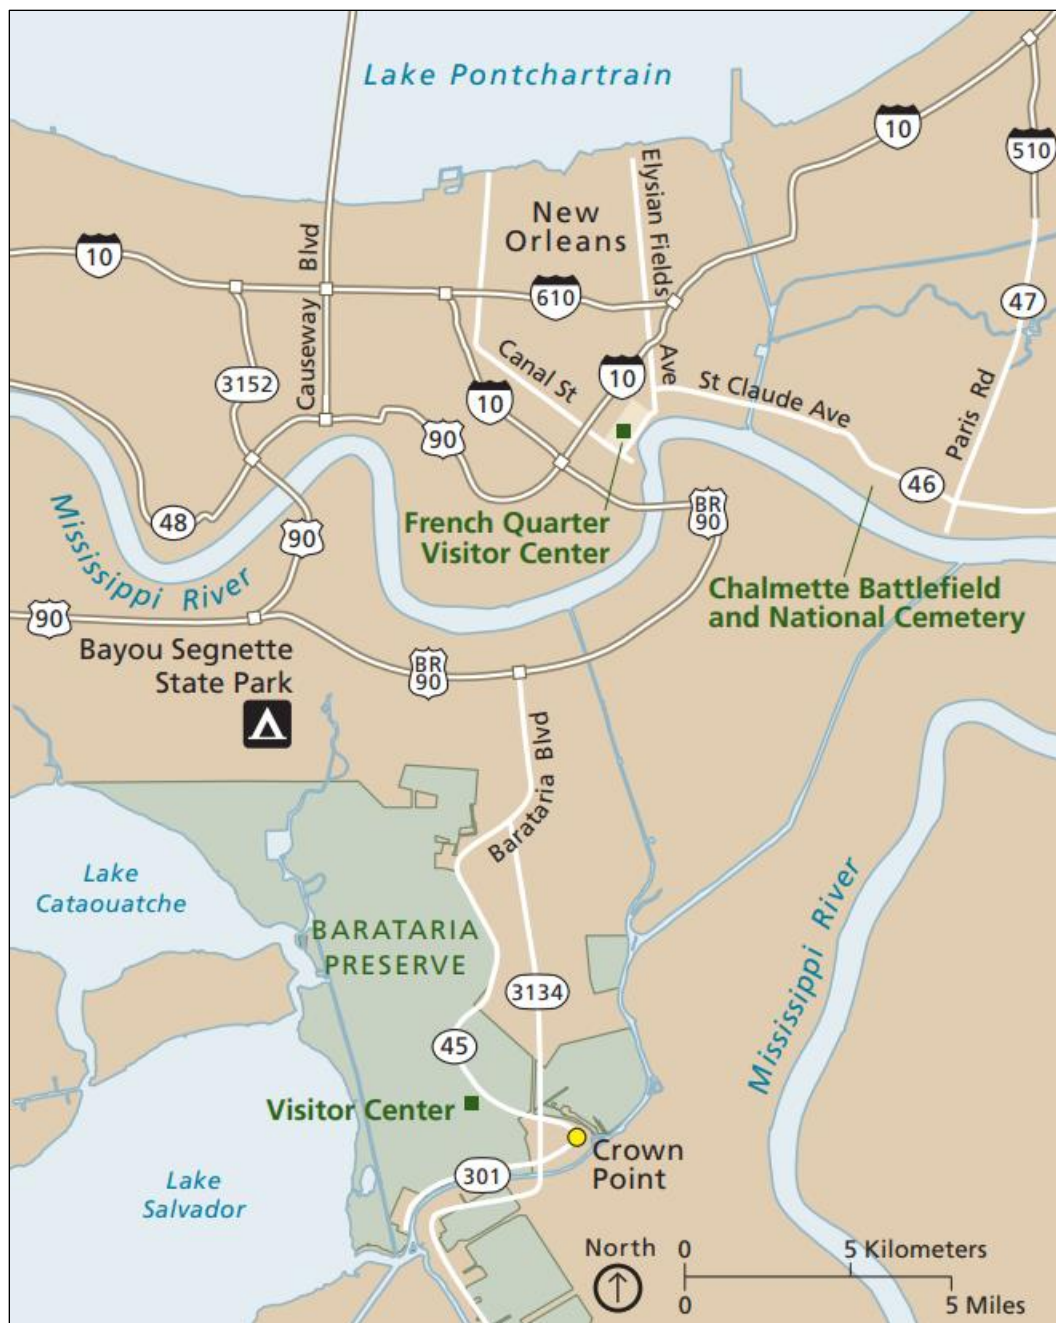 Lake Pontchartrain
10
510
Elysian Fields
Ave
New
Orleans
Blvd
Causeway
10
610
47
3152
Canal St
10
10
St Claude Ave
Paris Rd
90
46
48
90
BR
90
Mississippi River
French Quarter
Visitor Center
Chalmette Battlefield
and National Cemetery
90
Bayou Segnette
State Park
BR
90
Barataria Blvd
Lake
Cataouatche
BARATARIA
PRESERVE
Mississippi River
3134
45
Visitor Center
Crown
Point
301
Lake
Salvador
North
0
5 Kilometers
0
5 Miles